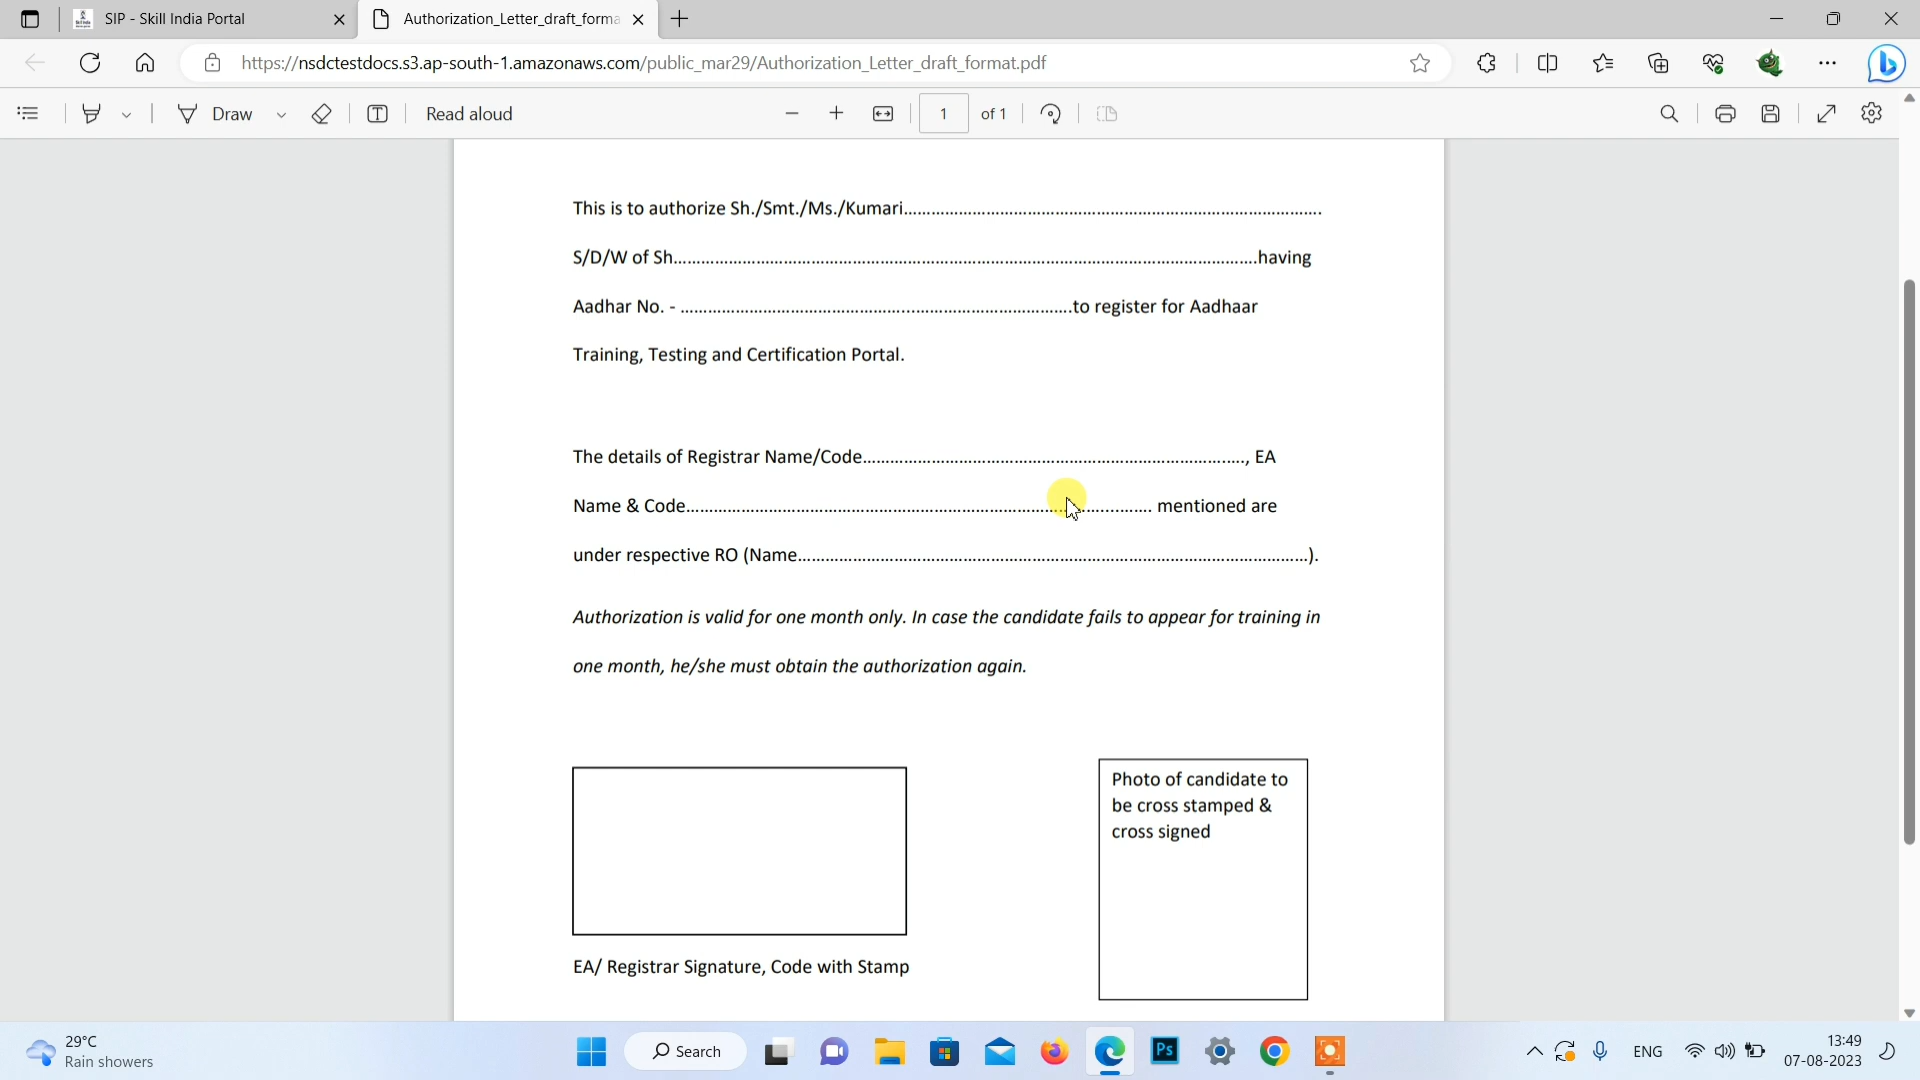 SIP - Skill India Portal
Authorization_Letter_draft_forma
https://nsdctestdocs.s3.ap-south-1.amazonaws.com/public_mar29/Authorization_Letter_draft_format.pdf
Draw
Read aloud
1 of 1
This is to authorize Sh./Smt./Ms./Kumari....................................................................................
S/D/W of Sh......................................................................................................................having
Aadhar No. - ................................................................................to register for Aadhaar
Training, Testing and Certification Portal.
The details of Registrar Name/Code..............................................................................., EA
Name & Code............................................................................................... mentioned are
under respective RO (Name........................................................................................................).
Authorization is valid for one month only. In case the candidate fails to appear for training in
one month, he/she must obtain the authorization again.
Photo of candidate to
be cross stamped &
cross signed
EA/ Registrar Signature, Code with Stamp
29°C
Rain showers
Search
Ps
ENG
13:49
07-08-2023